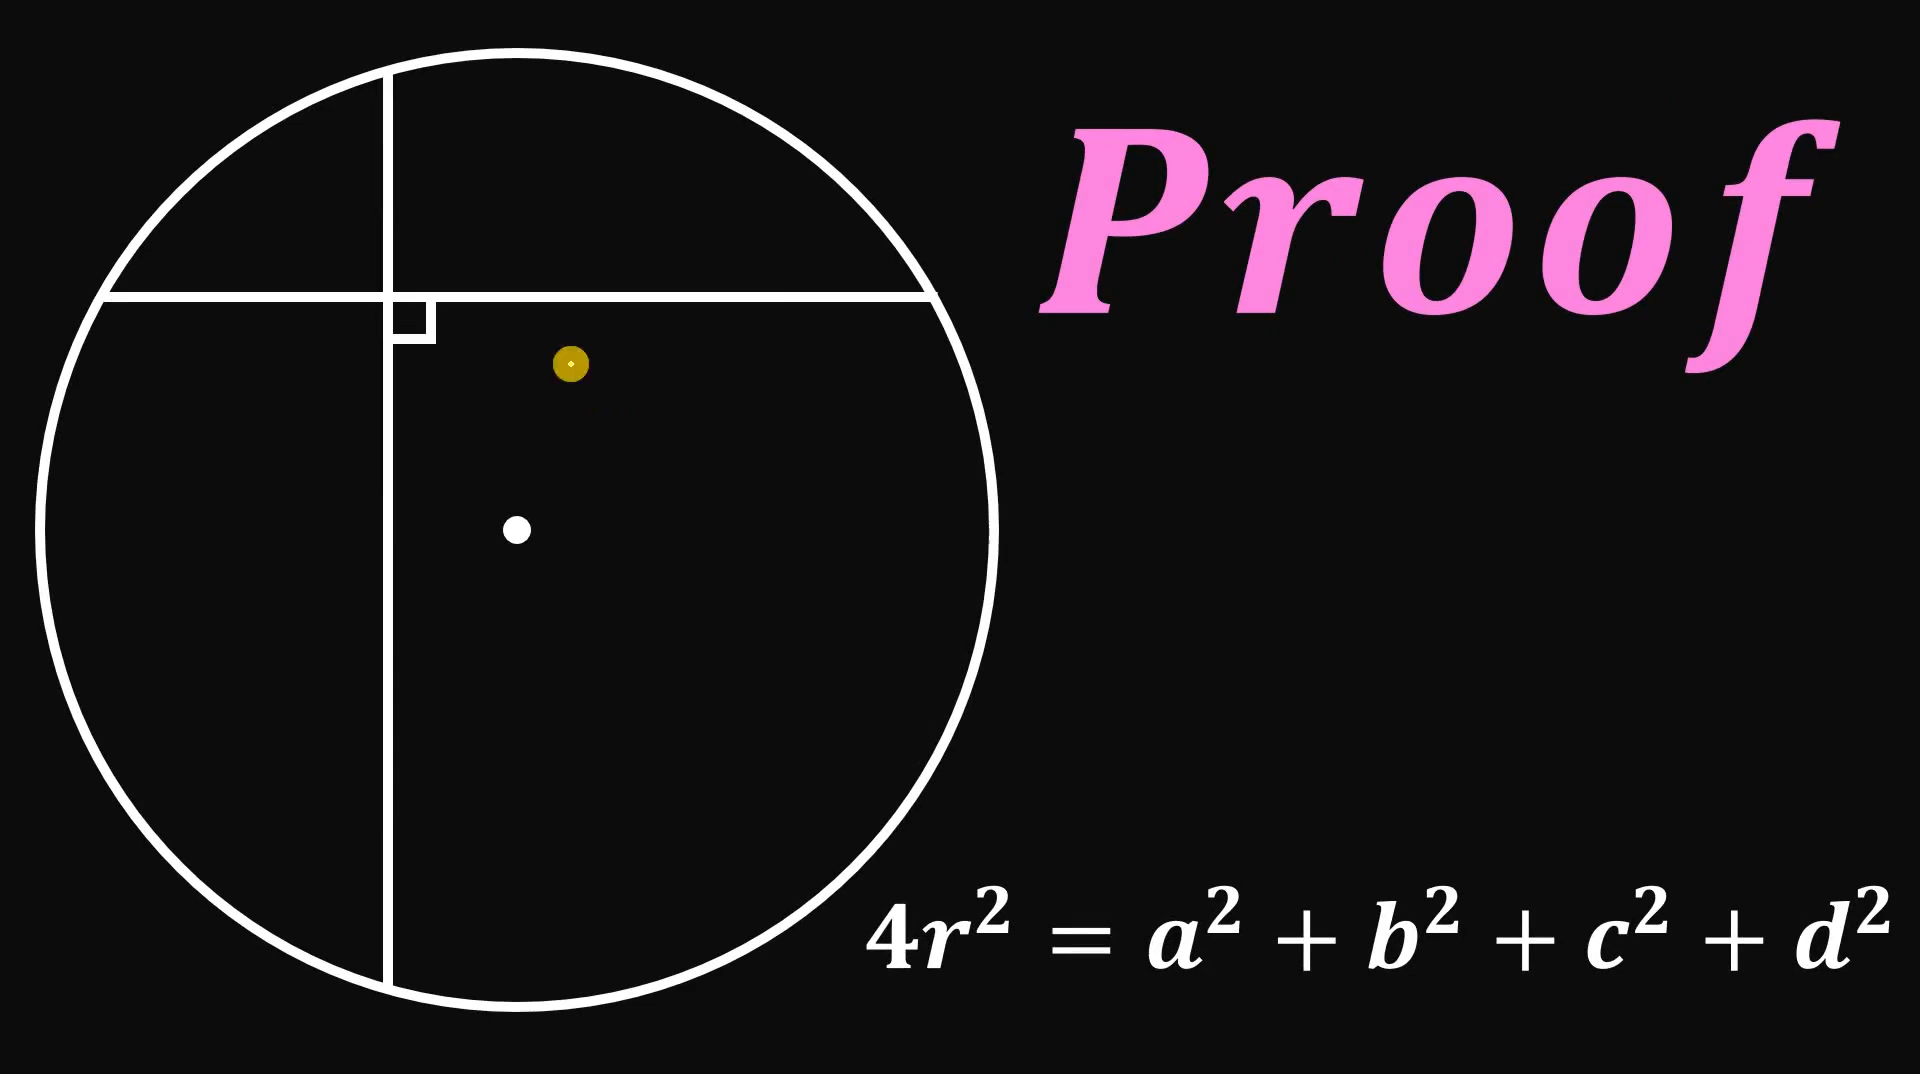 Proof
4r² = a² + b² + c² + d²